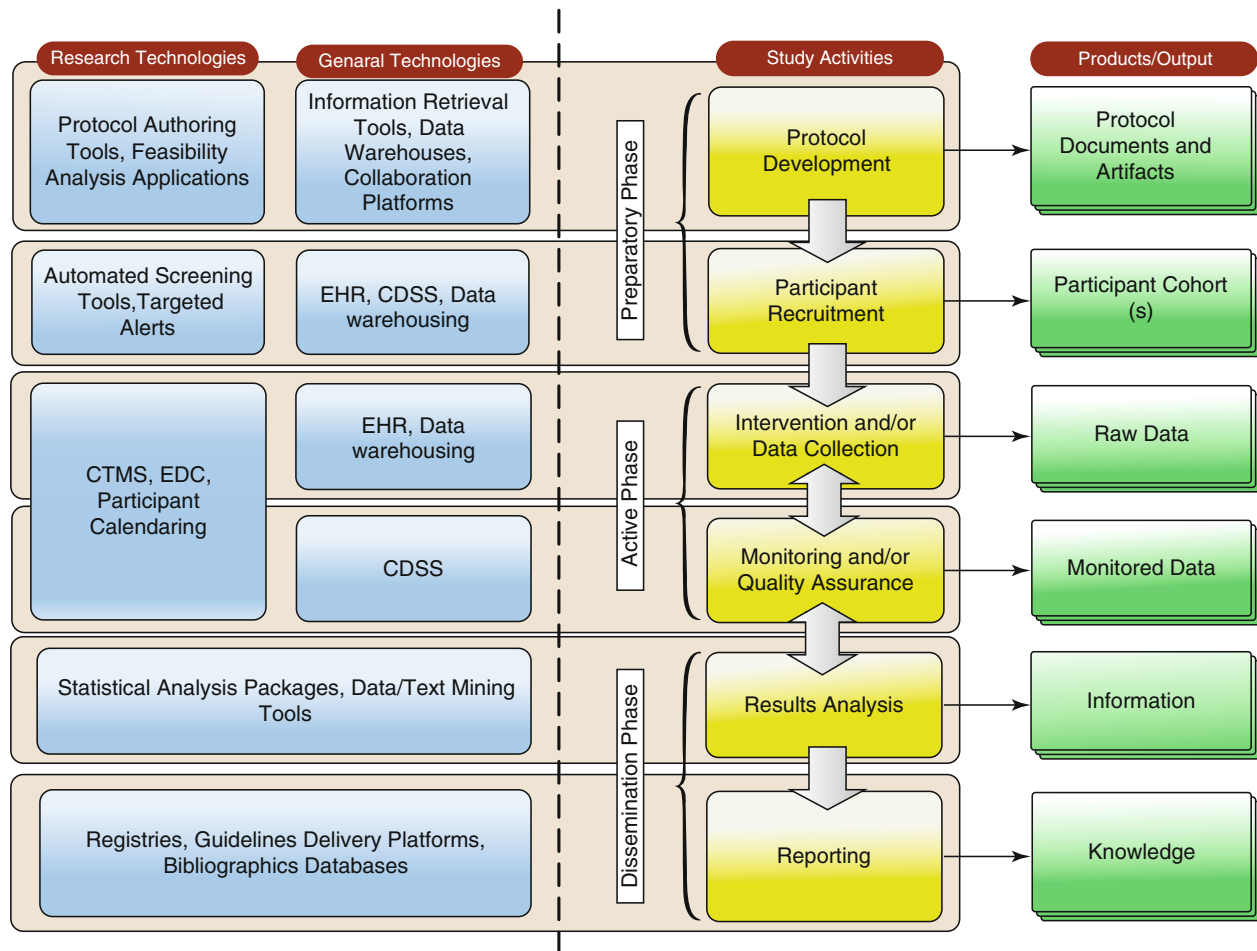 Research Technologies
Genaral Technologies
Study Activities
Products/Output
Protocol Authoring
Tools, Feasibility
Analysis Applications
Information Retrieval
Tools, Data
Warehouses,
Collaboration
Platforms
Preparatory Phase
Protocol
Development
Protocol
Documents and
Artifacts
Automated Screening
Tools,Targeted
Alerts
EHR, CDSS, Data
warehousing
Participant
Recruitment
Participant Cohort
(s)
CTMS, EDC,
Participant
Calendaring
EHR, Data
warehousing
Active Phase
Intervention and/or
Data Collection
Raw Data
CDSS
Monitoring and/or
Quality Assurance
Monitored Data
Statistical Analysis Packages, Data/Text Mining
Tools
Dissemination Phase
Results Analysis
Information
Registries, Guidelines Delivery Platforms,
Bibliographics Databases
Reporting
Knowledge